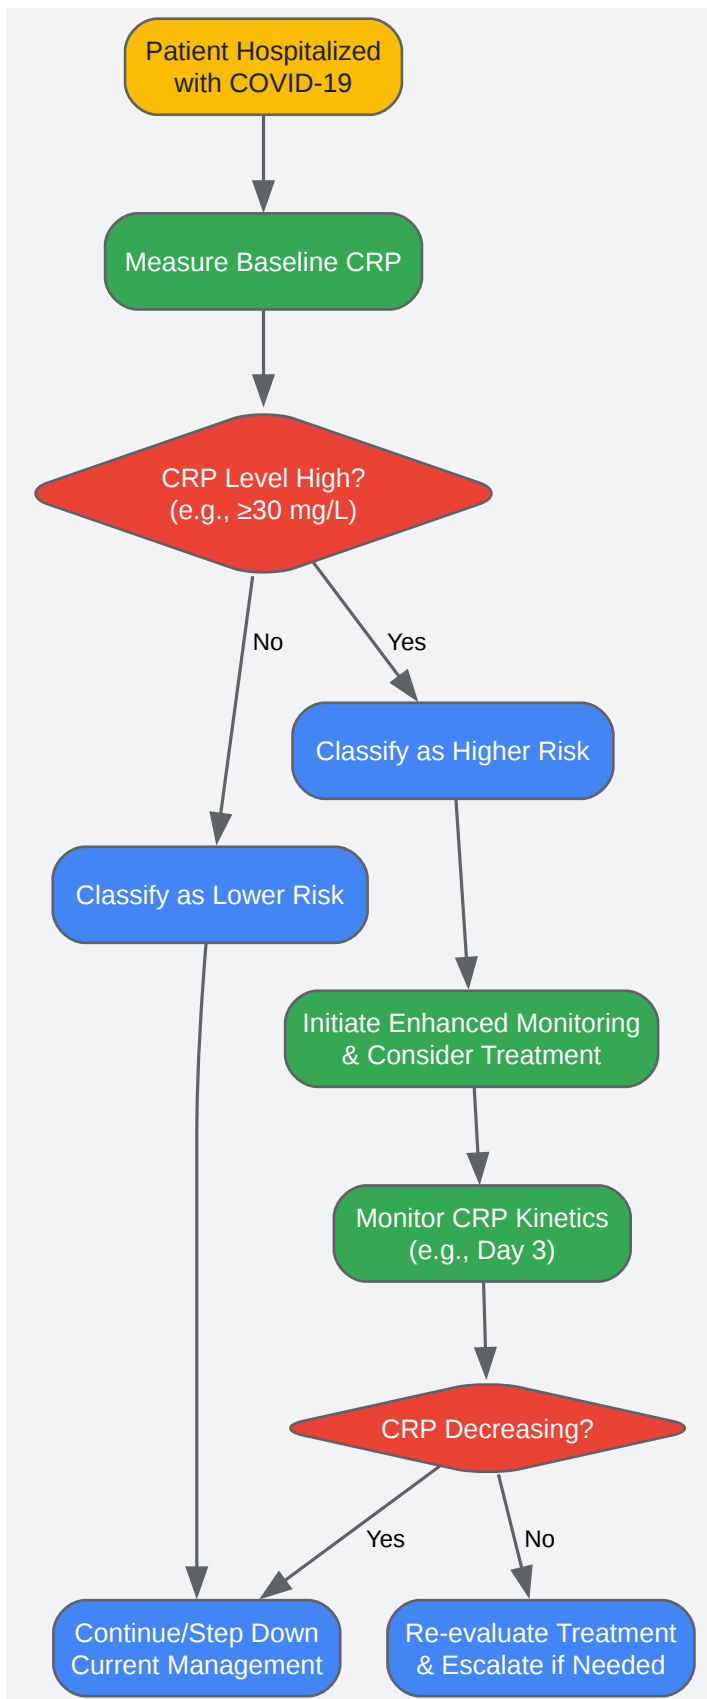 Patient Hospitalized
with COVID-19
Measure Baseline CRP
CRP Level High?
(e.g., ≥30 mg/L)
No
Yes
Classify as Higher Risk
Classify as Lower Risk
Initiate Enhanced Monitoring
& Consider Treatment
Monitor CRP Kinetics
(e.g., Day 3)
CRP Decreasing?
Yes
No
Continue/Step Down
Current Management
Re-evaluate Treatment
& Escalate if Needed